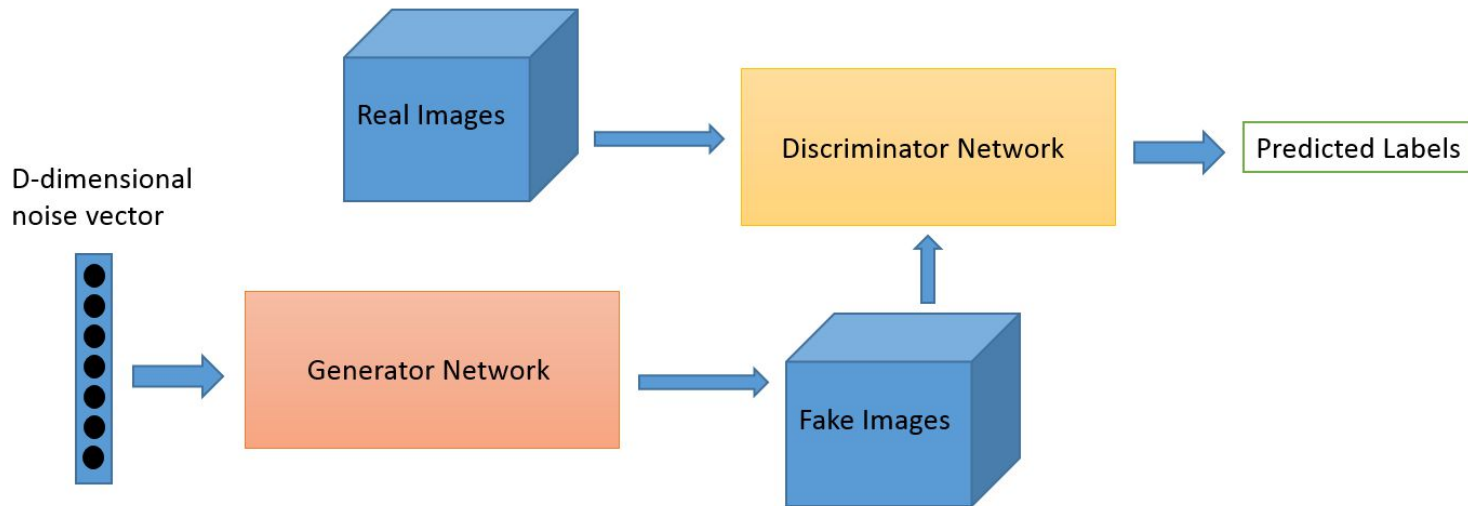 Real Images
Discriminator Network
Predicted Labels
D-dimensional
noise vector
Generator Network
Fake Images